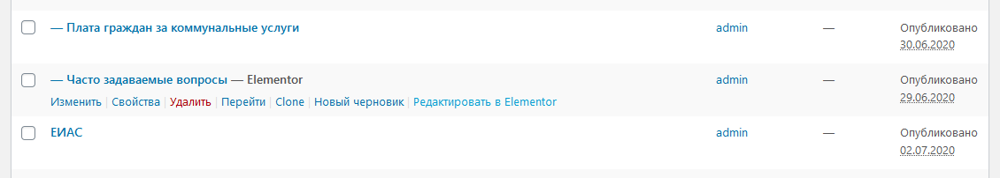 — Плата граждан за коммунальные услуги admin — Опубликовано
30.06.2020
— Часто задаваемые вопросы — Elementor admin — Опубликовано
Изменить | Свойства | Удалить | Перейти | Clone | Новый черновик | Редактировать в Elementor 29.06.2020
ЕИАС admin — Опубликовано
02.07.2020